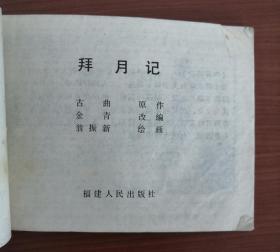 拜月记
古曲 原作
金青 改编
翁振新 绘画
福建人民出版社